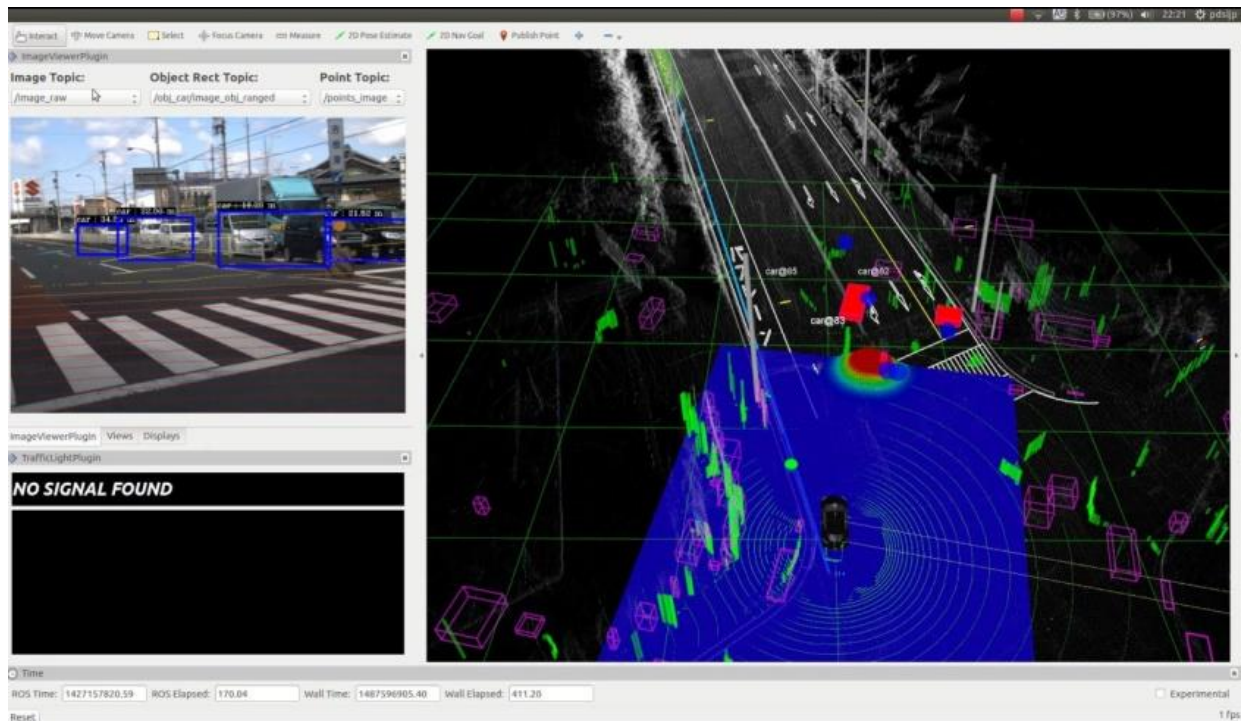 (97%) 22:21 pdsljp
Interact Move Camera Select Focus Camera Measure 2D Pose Estimate 2D Nav Goal Publish Point
ImageViewerPlugin
Image Topic: Object Rect Topic: Point Topic:
/image_raw /obj_car/image_obj_ranged /points_image
car@65
car@82
car@83
ImageViewerPlugin Views Displays
TrafficLightPlugin
NO SIGNAL FOUND
Time
ROS Time: 1427157820.59 ROS Elapsed: 170.04 Wall Time: 1487596905.40 Wall Elapsed: 411.20 Experimental
Reset 1 fps